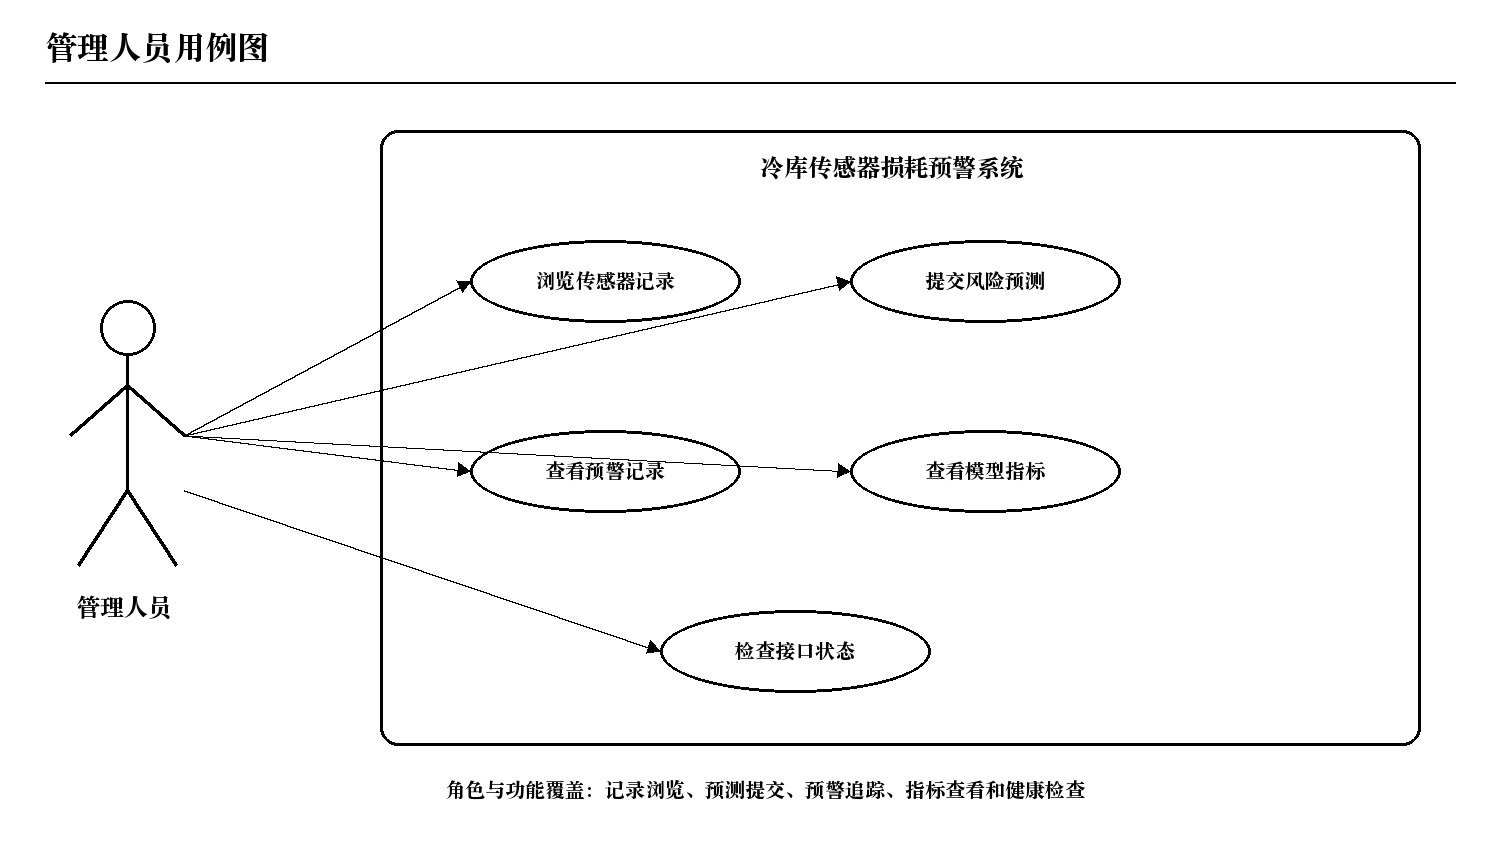 管理人员用例图
冷库传感器损耗预警系统
浏览传感器记录
提交风险预测
查看预警记录
查看模型指标
检查接口状态
管理人员
角色与功能覆盖：记录浏览、预测提交、预警追踪、指标查看和健康检查